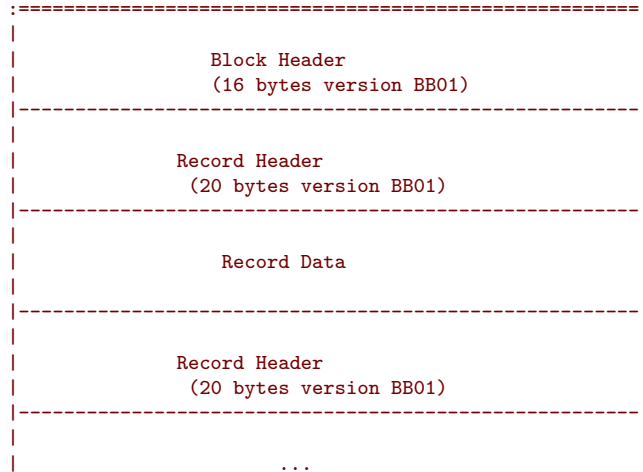 :=======================================================
|
|                 Block Header
|                 (16 bytes version BB01)
|-------------------------------------------------------
|
|              Record Header
|               (20 bytes version BB01)
|-------------------------------------------------------
|
|                  Record Data
|
|-------------------------------------------------------
|
|              Record Header
|               (20 bytes version BB01)
|-------------------------------------------------------
|
|                       ...